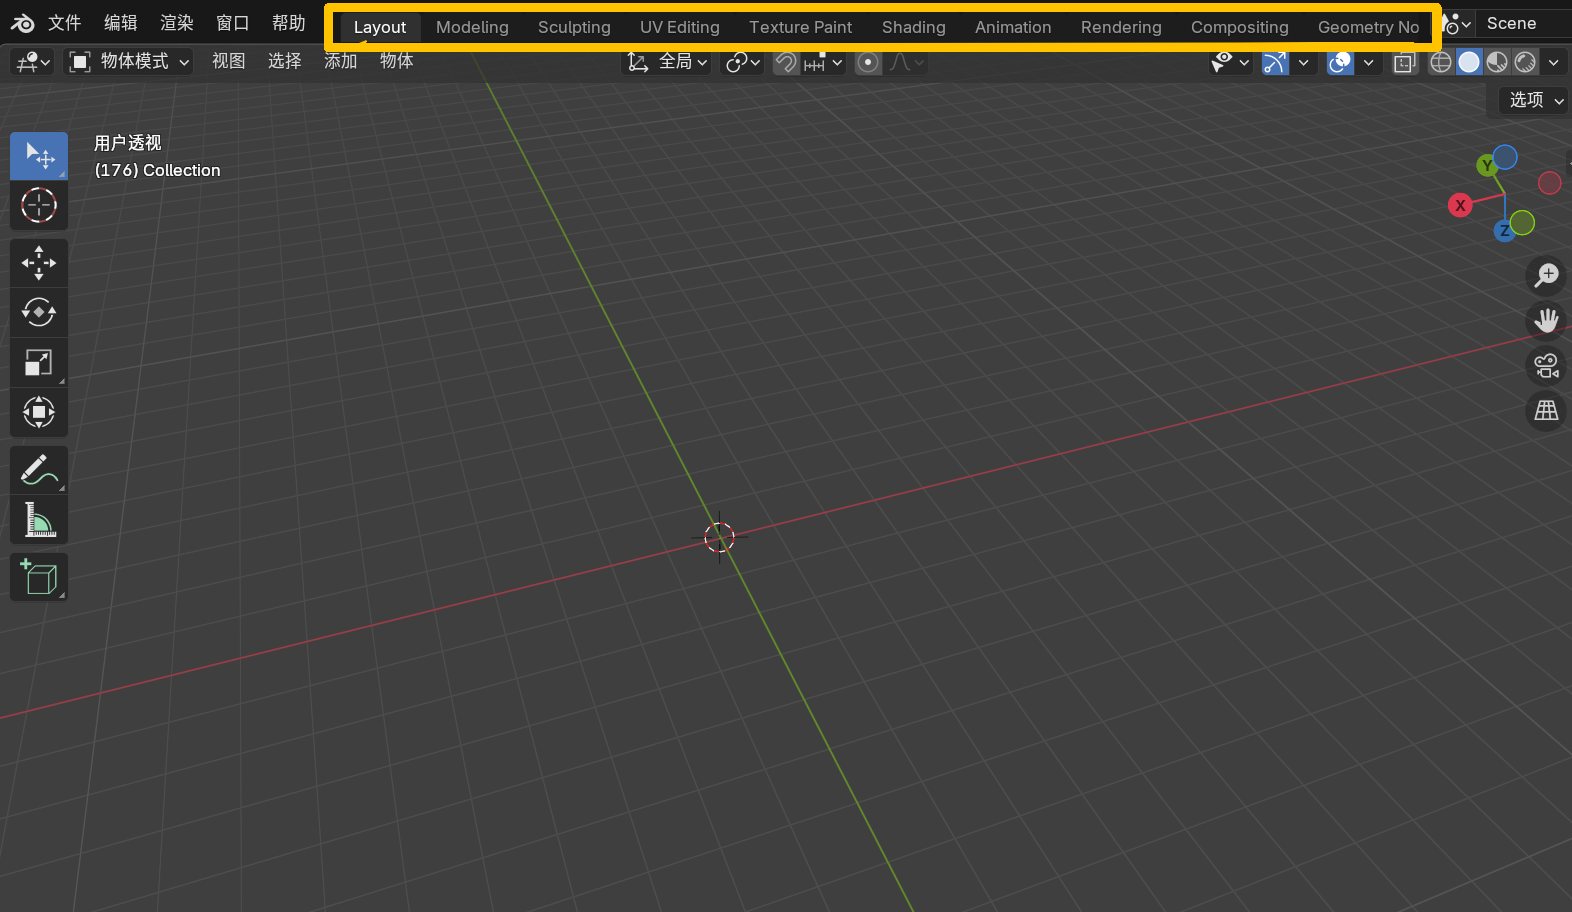 文件 编辑 渲染 窗口 帮助 Layout Modeling Sculpting UV Editing Texture Paint Shading Animation Rendering Compositing Geometry No Scene
物体模式 视图 选择 添加 物体 全局
选项
用户透视
(176) Collection
Y
X
Z